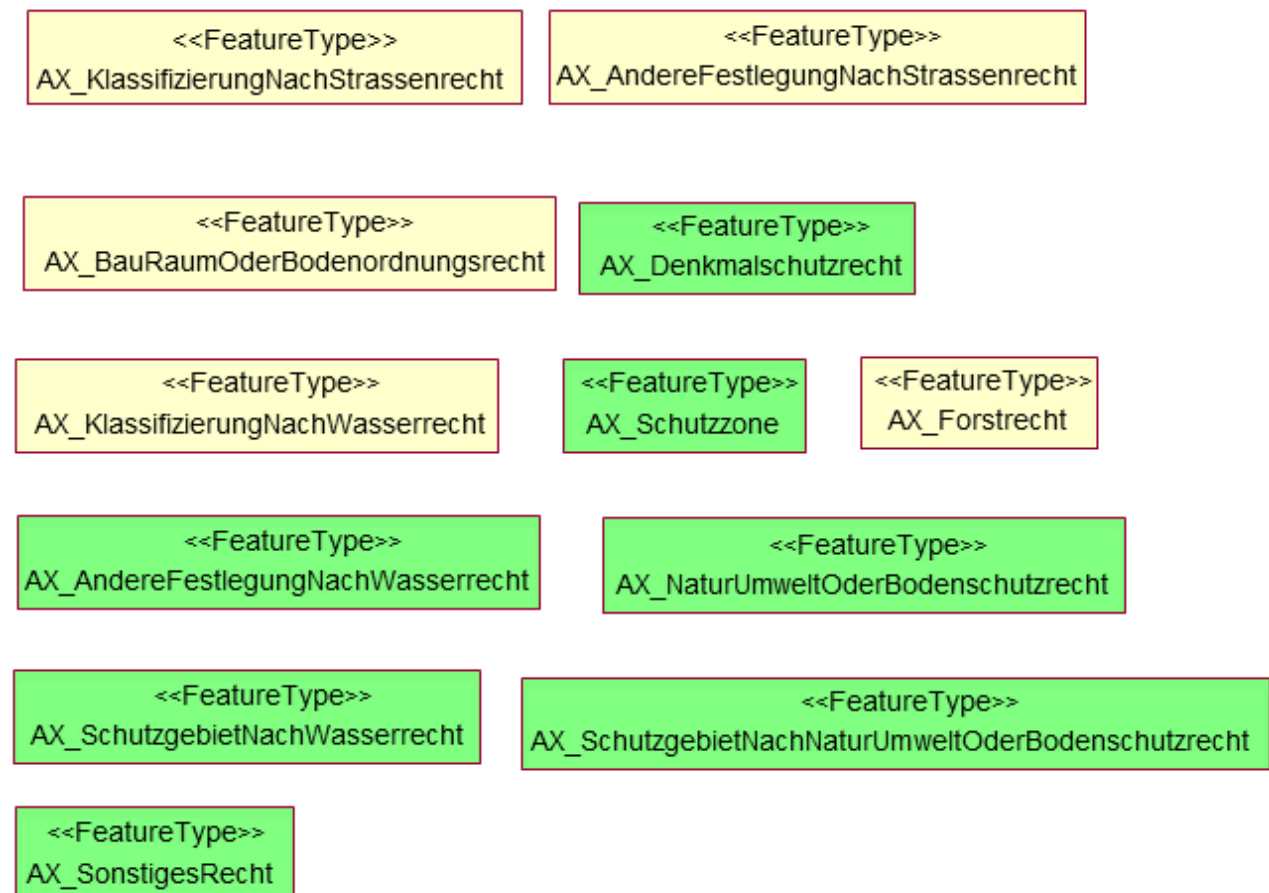 <<FeatureType>>
AX_KlassifizierungNachStrassenrecht
<<FeatureType>>
AX_AndereFestlegungNachStrassenrecht
<<FeatureType>>
AX_BauRaumOderBodenordnungsrecht
<<FeatureType>>
AX_Denkmalschutzrecht
<<FeatureType>>
AX_KlassifizierungNachWasserrecht
<<FeatureType>>
AX_Schutzzone
<<FeatureType>>
AX_Forstrecht
<<FeatureType>>
AX_AndereFestlegungNachWasserrecht
<<FeatureType>>
AX_NaturUmweltOderBodenschutzrecht
<<FeatureType>>
AX_SchutzgebietNachWasserrecht
<<FeatureType>>
AX_SchutzgebietNachNaturUmweltOderBodenschutzrecht
<<FeatureType>>
AX_SonstigesRecht